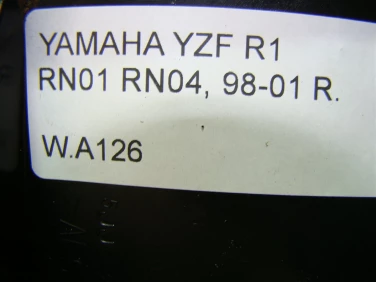 YAMAHA YZF R1
RN01 RN04, 98-01 R.
W.A126